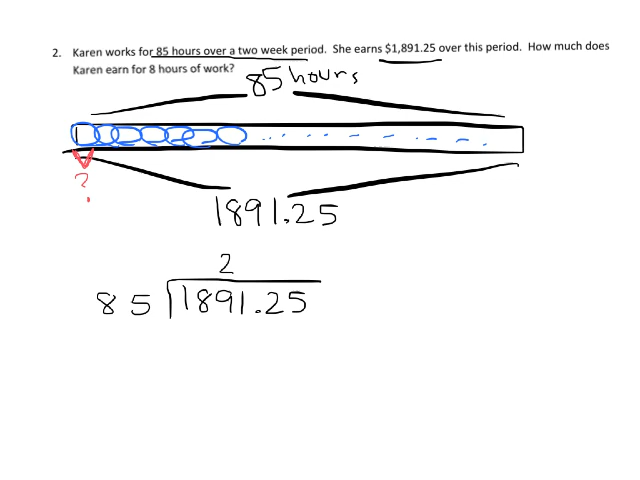 2. Karen works for 85 hours over a two week period. She earns $1,891.25 over this period. How much does
Karen earn for 8 hours of work?
85 hours
?
1891.25
2
85 1891.25